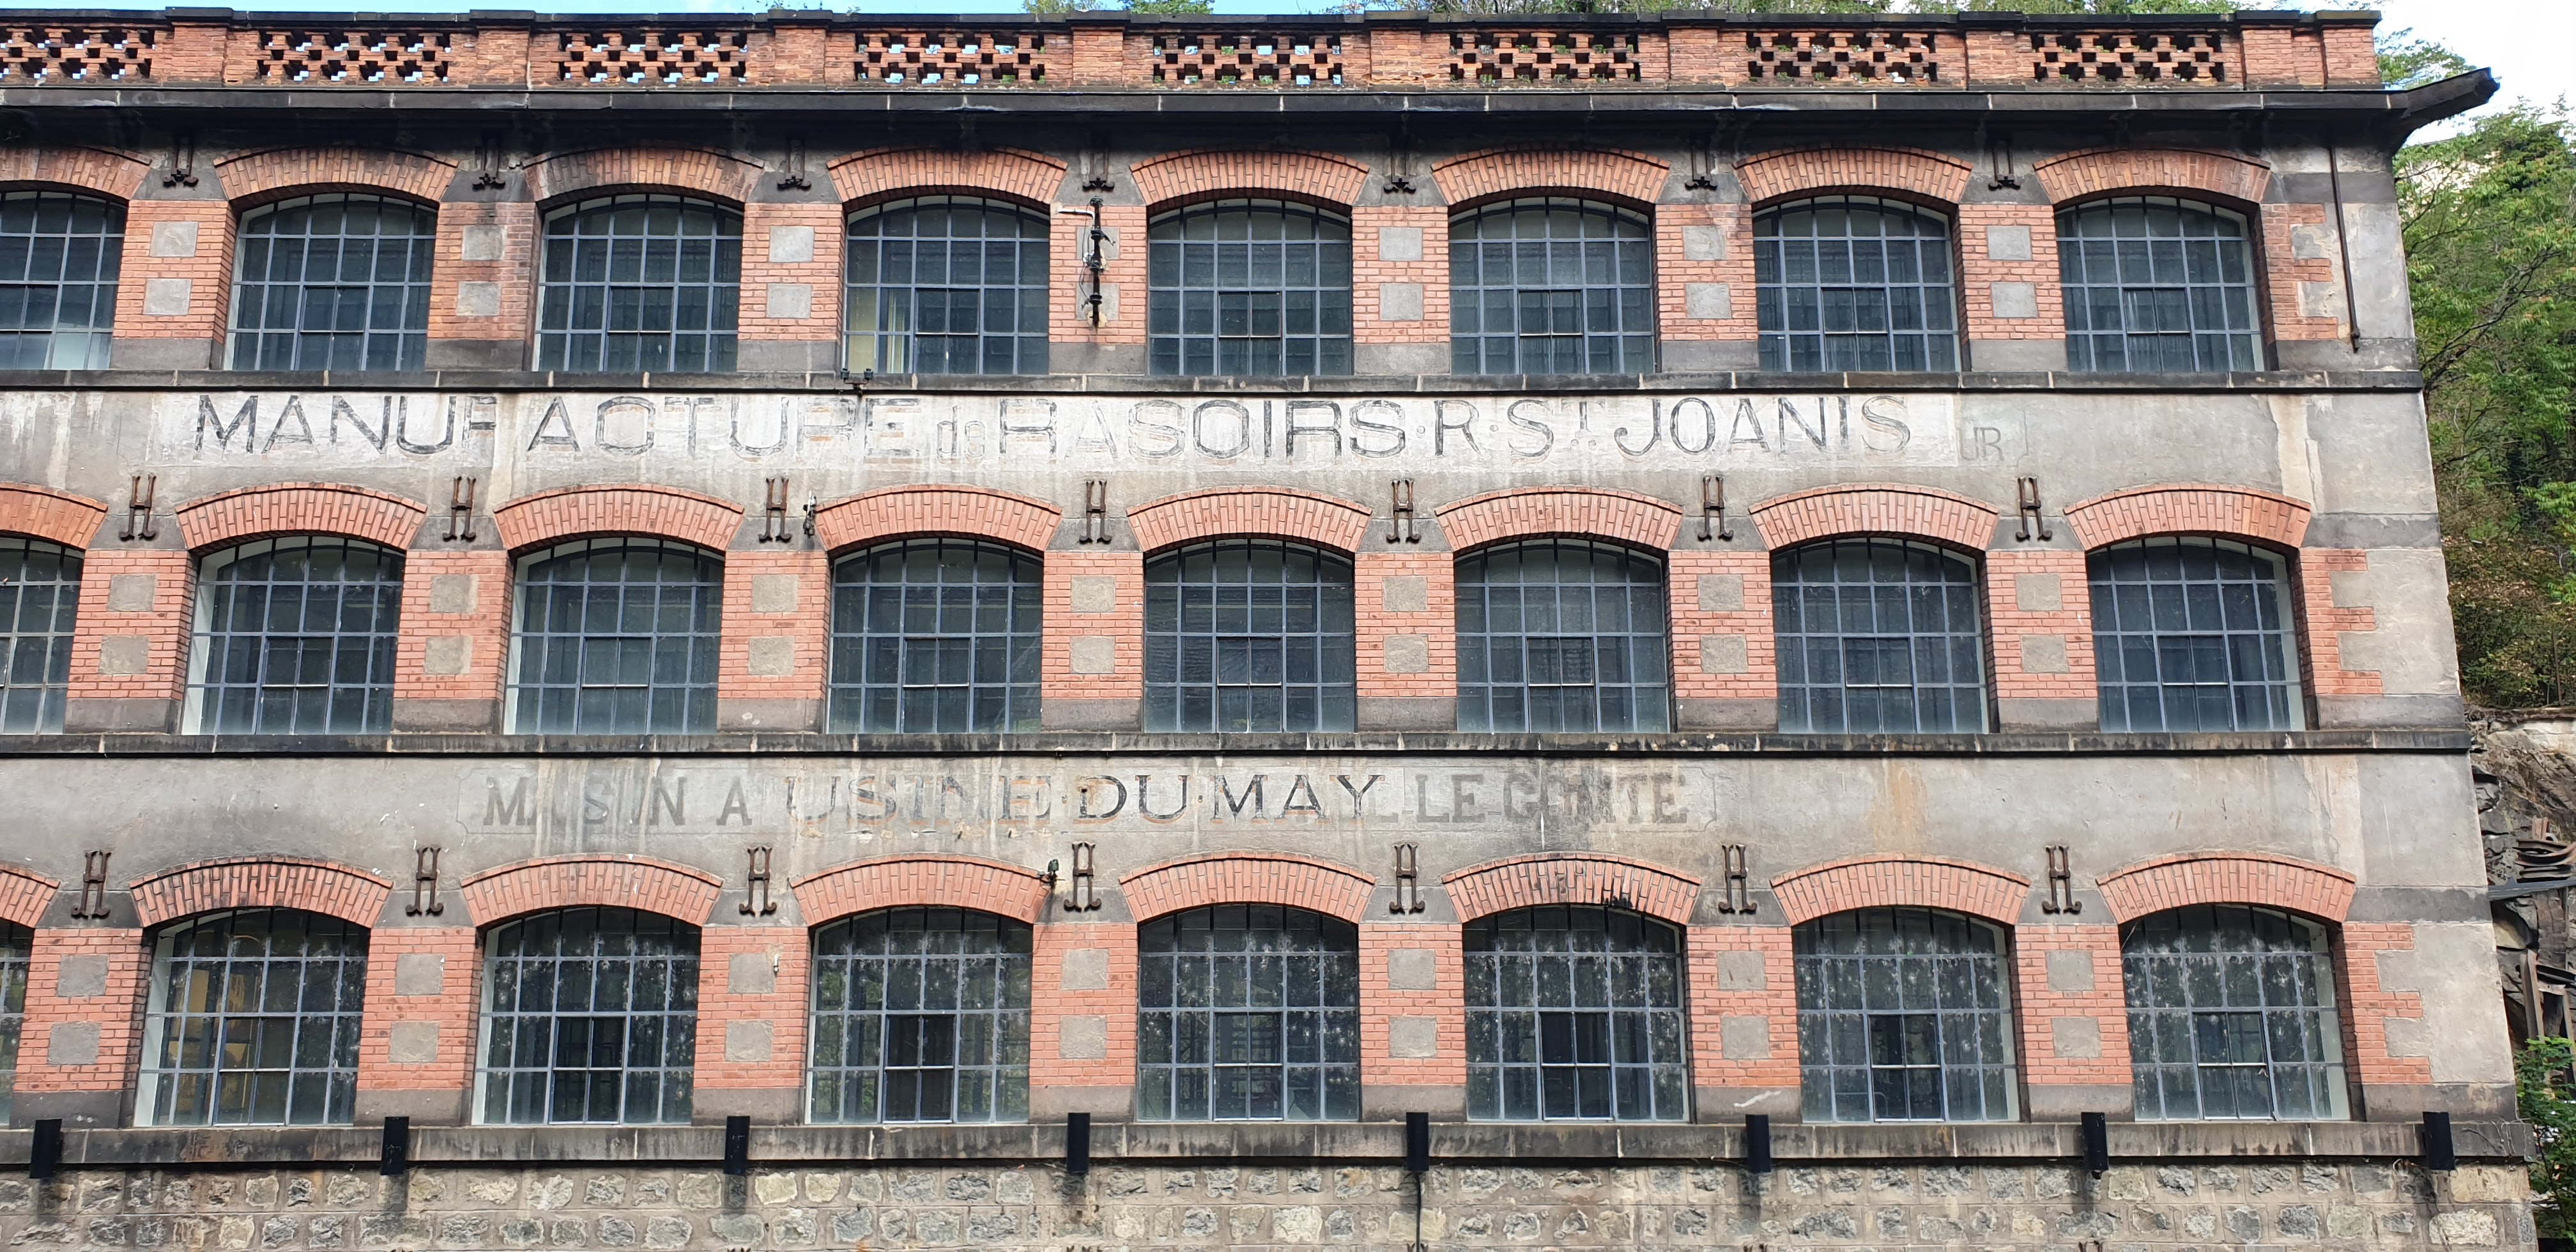 MANUFACTURE de RASOIRS·R·ST JOANIS
USINE·DU·MAY